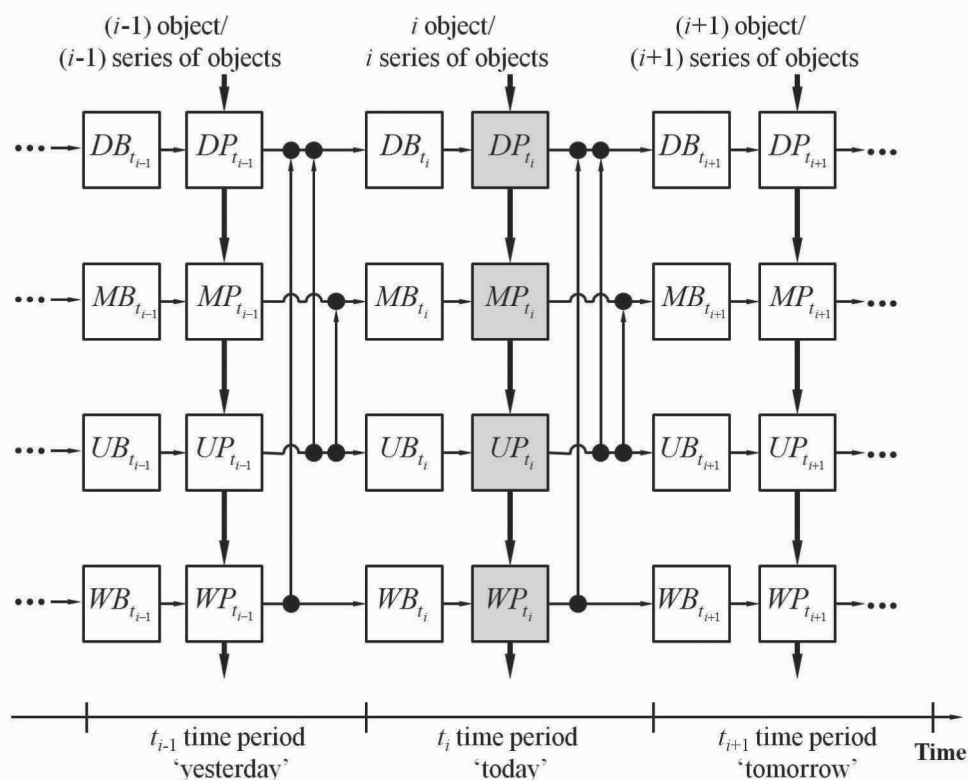 (i-1) object/
(i-1) series of objects
i object/
i series of objects
(i+1) object/
(i+1) series of objects
••• DB_{t_{i-1}} DP_{t_{i-1}} DB_{t_i} DP_{t_i} DB_{t_{i+1}} DP_{t_{i+1}} •••
••• MB_{t_{i-1}} MP_{t_{i-1}} MB_{t_i} MP_{t_i} MB_{t_{i+1}} MP_{t_{i+1}} •••
••• UB_{t_{i-1}} UP_{t_{i-1}} UB_{t_i} UP_{t_i} UB_{t_{i+1}} UP_{t_{i+1}} •••
••• WB_{t_{i-1}} WP_{t_{i-1}} WB_{t_i} WP_{t_i} WB_{t_{i+1}} WP_{t_{i+1}} •••
t_{i-1} time period
'yesterday'
t_i time period
'today'
t_{i+1} time period
'tomorrow'
Time